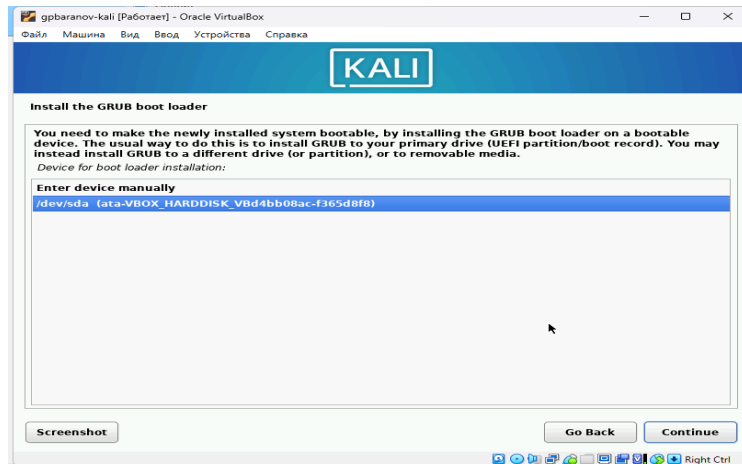 gpbaranov-kali [Работает] - Oracle VirtualBox
Файл Машина Вид Ввод Устройства Справка
KALI
Install the GRUB boot loader
You need to make the newly installed system bootable, by installing the GRUB boot loader on a bootable
device. The usual way to do this is to install GRUB to your primary drive (UEFI partition/boot record). You may
instead install GRUB to a different drive (or partition), or to removable media.
Device for boot loader installation:
Enter device manually
/dev/sda (ata-VBOX_HARDDISK_VBd4bb08ac-f365d8f8)
Screenshot Go Back Continue
Right Ctrl